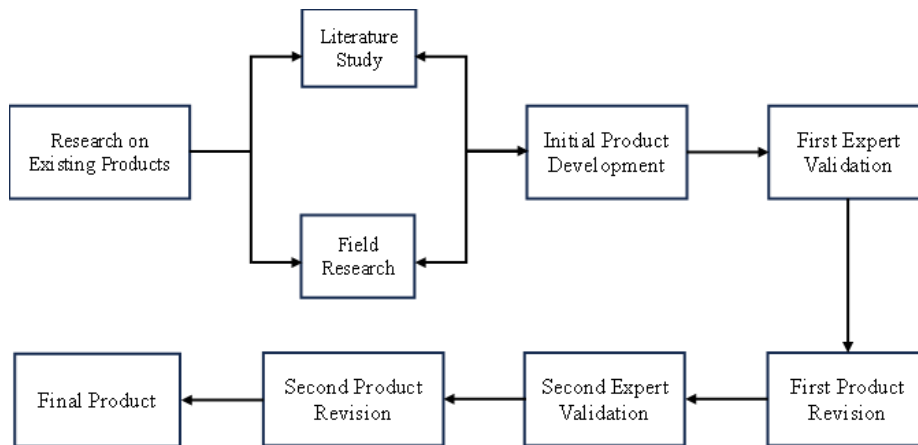 Literature
Study
Research on
Existing Products
Initial Product
Development
First Expert
Validation
Field
Research
Final Product
Second Product
Revision
Second Expert
Validation
First Product
Revision